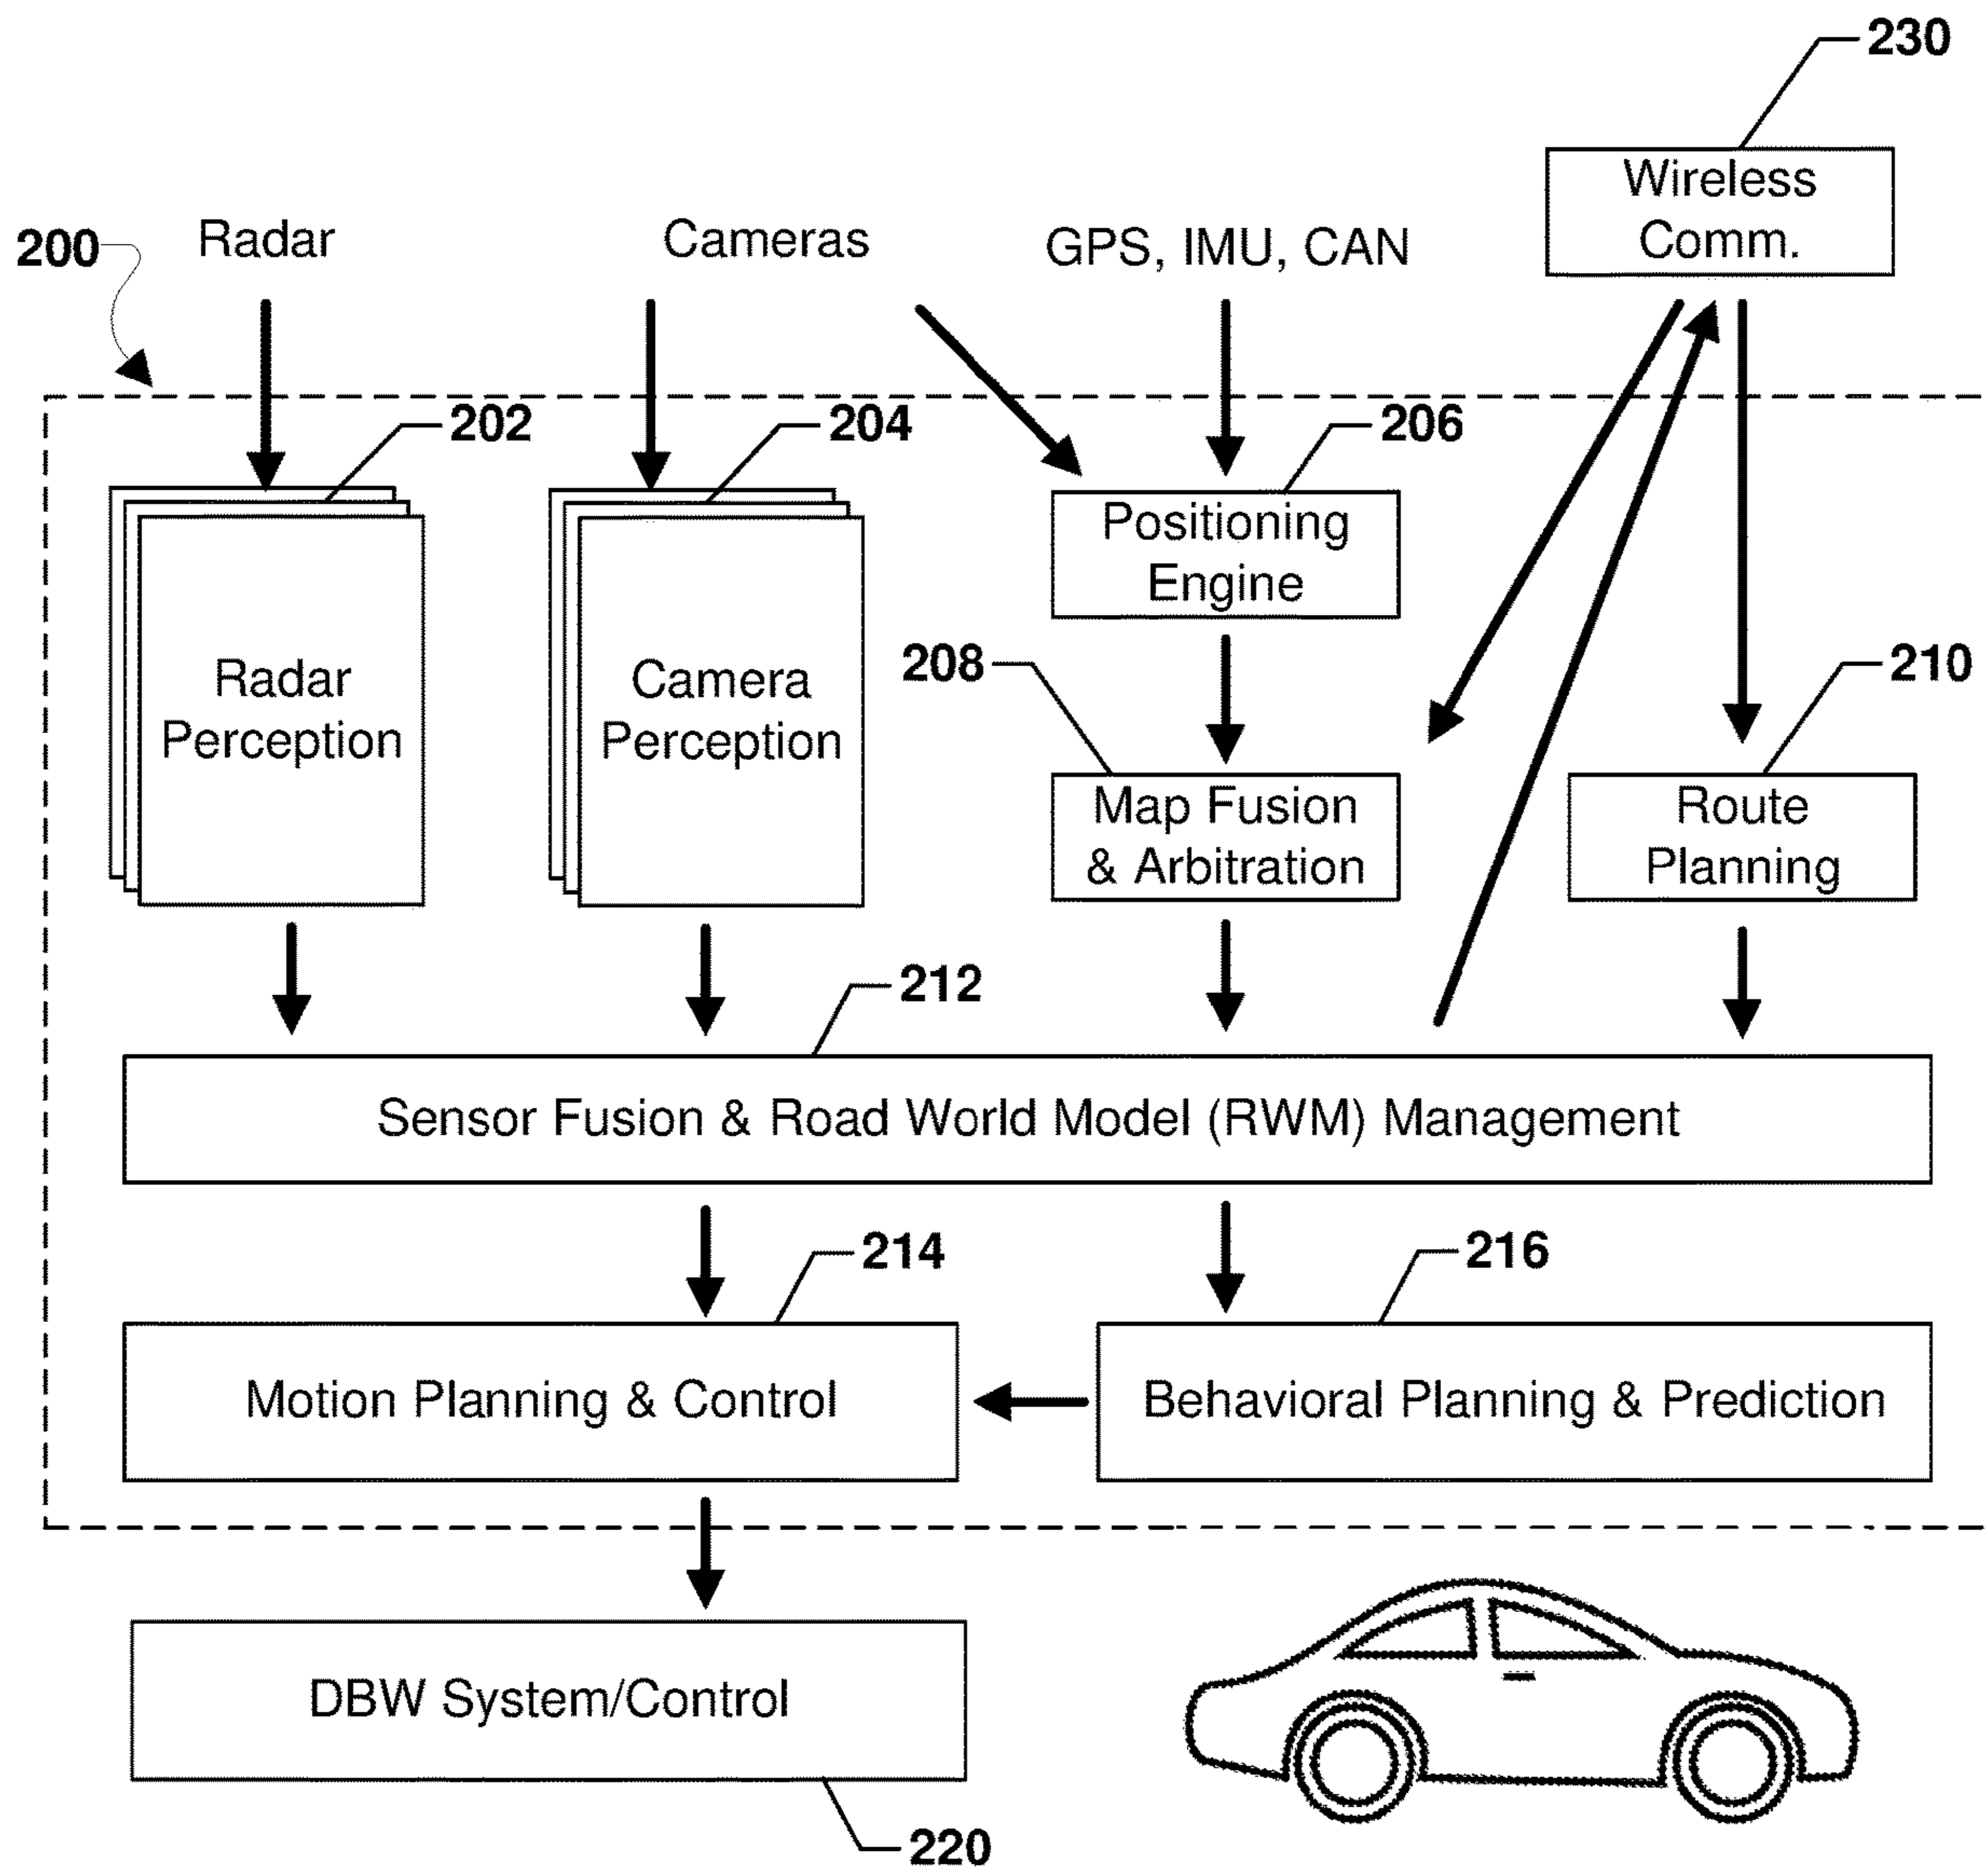 230
Wireless
Comm.
200
Radar
Cameras
GPS, IMU, CAN
202
204
206
Positioning
Engine
208
210
Radar
Perception
Camera
Perception
Map Fusion
& Arbitration
Route
Planning
212
Sensor Fusion & Road World Model (RWM) Management
214
216
Motion Planning & Control
Behavioral Planning & Prediction
DBW System/Control
220